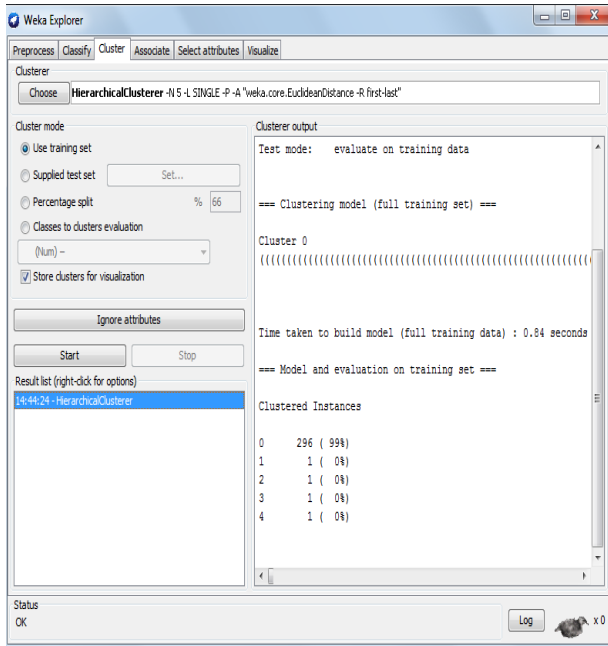 Weka Explorer
Preprocess Classify Cluster Associate Select attributes Visualize
Clusterer
Choose HierarchicalClusterer -N 5 -L SINGLE -P -A "weka.core.EuclideanDistance -R first-last"
Cluster mode
Use training set
Supplied test set Set...
Percentage split % 66
Classes to clusters evaluation
(Num) –
Store clusters for visualization
Ignore attributes
Start Stop
Result list (right-click for options)
14:44:24 - HierarchicalClusterer
Clusterer output
Test mode: evaluate on training data
=== Clustering model (full training set) ===
Cluster 0
((((((((((((((((((((((((((((((((((((((((((((((((((((((((((((((
Time taken to build model (full training data) : 0.84 seconds
=== Model and evaluation on training set ===
Clustered Instances
0 296 ( 99%)
1 1 ( 0%)
2 1 ( 0%)
3 1 ( 0%)
4 1 ( 0%)
Status
OK
Log x 0